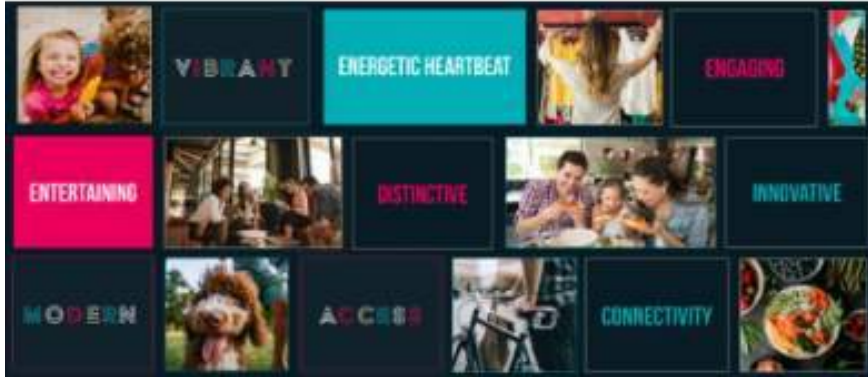 VIBRANT
ENERGETIC HEARTBEAT
ENGAGING
ENTERTAINING
DISTINCTIVE
INNOVATIVE
MODERN
ACCESS
CONNECTIVITY